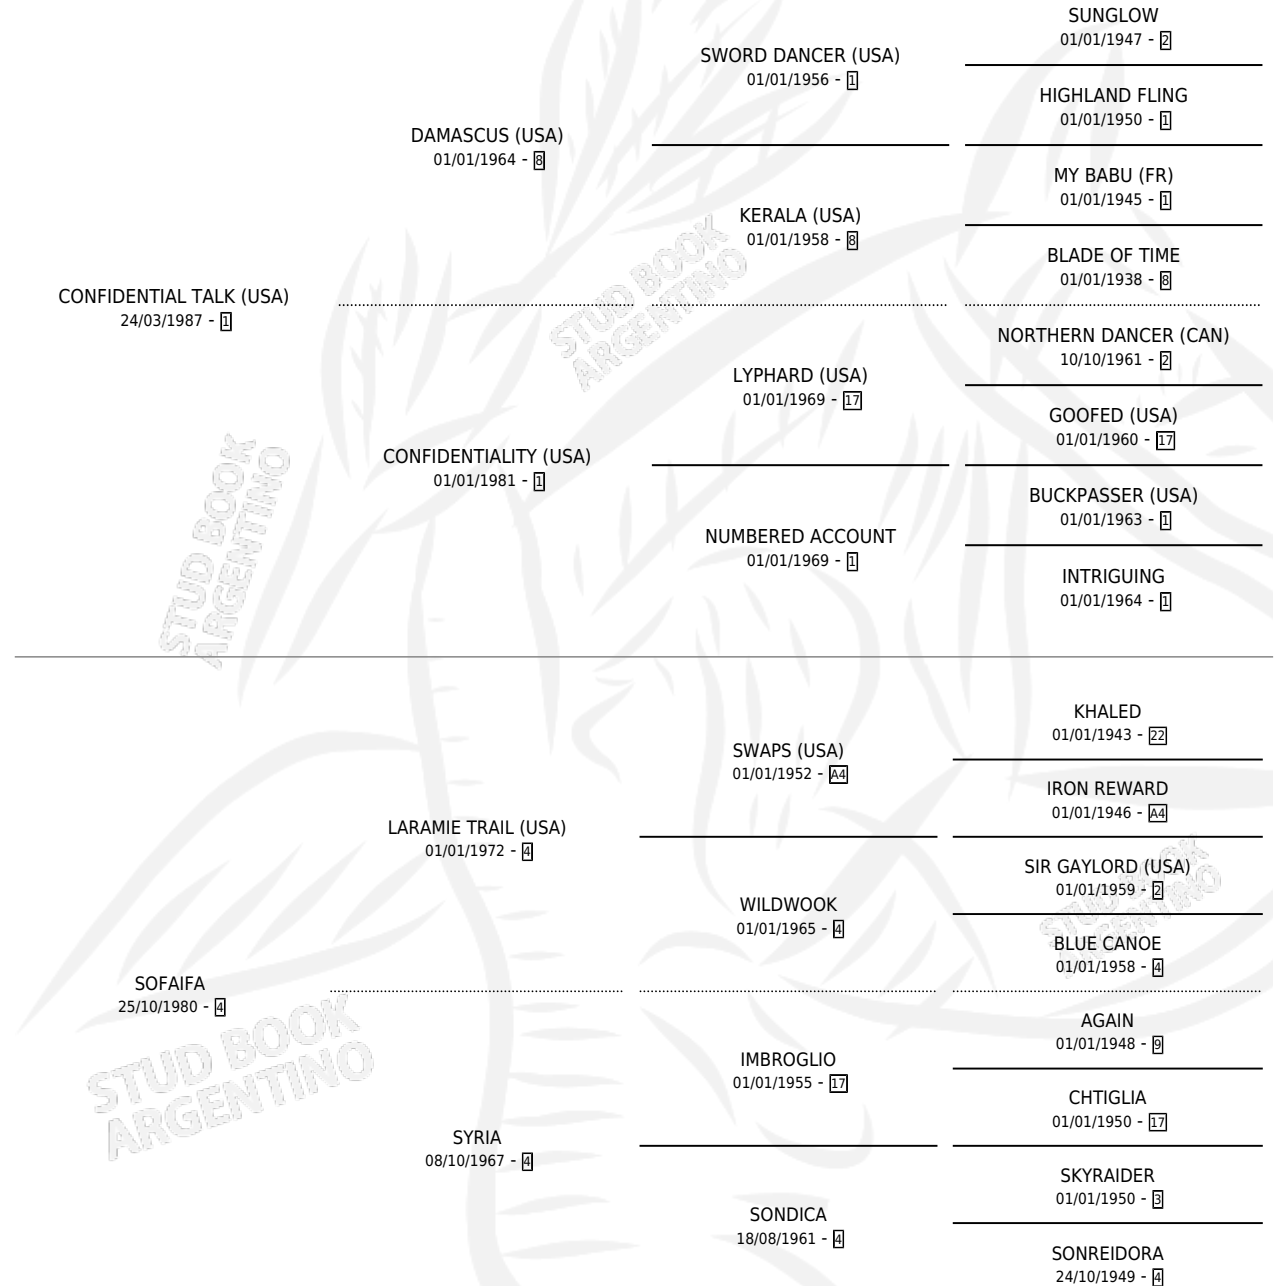 SUNGLOW
01/01/1947 - 2
SWORD DANCER (USA)
01/01/1956 - 1
HIGHLAND FLING
01/01/1950 - 1
DAMASCUS (USA)
01/01/1964 - 8
MY BABU (FR)
01/01/1945 - 1
KERALA (USA)
01/01/1958 - 8
BLADE OF TIME
01/01/1938 - 8
CONFIDENTIAL TALK (USA)
24/03/1987 - 1
NORTHERN DANCER (CAN)
10/10/1961 - 2
LYPHARD (USA)
01/01/1969 - 17
GOOFED (USA)
01/01/1960 - 17
CONFIDENTIALITY (USA)
01/01/1981 - 1
BUCKPASSER (USA)
01/01/1963 - 1
NUMBERED ACCOUNT
01/01/1969 - 1
INTRIGUING
01/01/1964 - 1
KHALED
01/01/1943 - 22
SWAPS (USA)
01/01/1952 - A4
IRON REWARD
01/01/1946 - A4
LARAMIE TRAIL (USA)
01/01/1972 - 4
SIR GAYLORD (USA)
01/01/1959 - 2
WILDWOOK
01/01/1965 - 4
BLUE CANOE
01/01/1958 - 4
SOFAIFA
25/10/1980 - 4
AGAIN
01/01/1948 - 9
IMBROGLIO
01/01/1955 - 17
CHTIGLIA
01/01/1950 - 17
SYRIA
08/10/1967 - 4
SKYRAIDER
01/01/1950 - 3
SONDICA
18/08/1961 - 4
SONREIDORA
24/10/1949 - 4
STUD BOOK
ARGENTINO
STUD BOOK
ARGENTINO
STUD BOOK
ARGENTINO
STUD BOOK
ARGENTINO